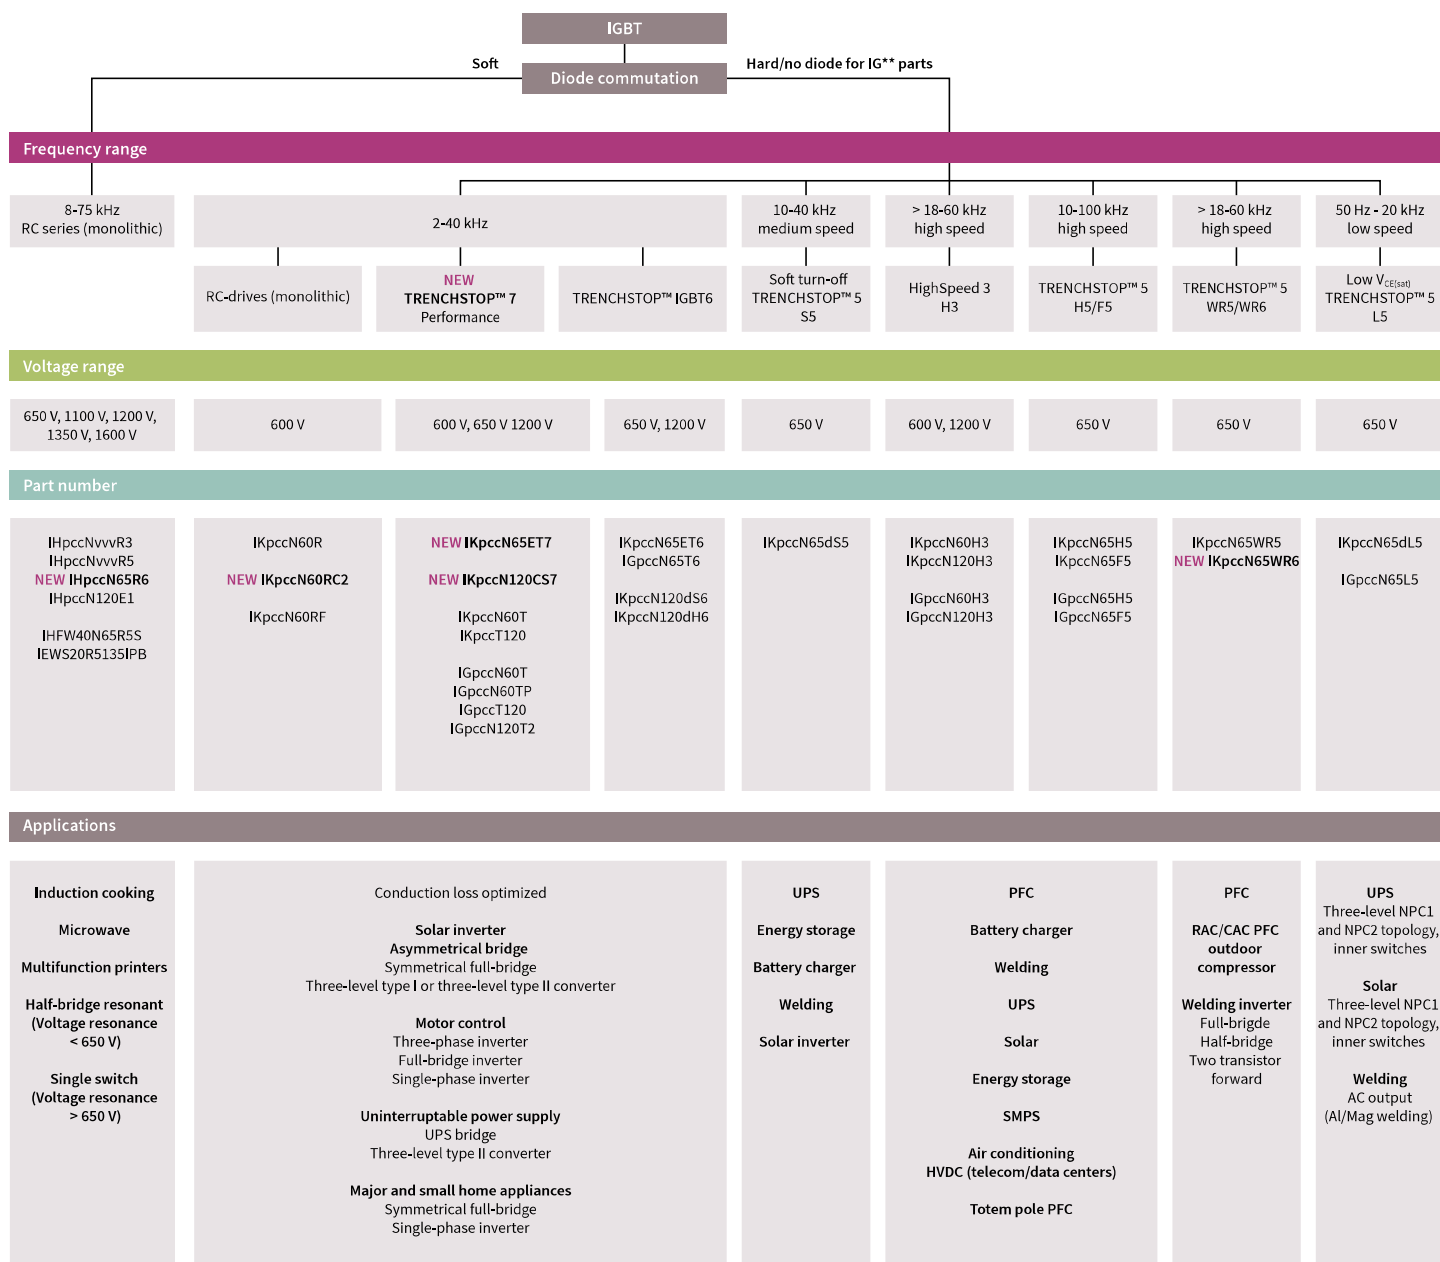 IGBT
Soft
Diode commutation
Hard/no diode for IG** parts
Frequency range
8-75 kHz
RC series (monolithic)
2-40 kHz
10-40 kHz
medium speed
> 18-60 kHz
high speed
10-100 kHz
high speed
> 18-60 kHz
high speed
50 Hz - 20 kHz
low speed
RC-drives (monolithic)
NEW
TRENCHSTOP™ 7
Performance
TRENCHSTOP™ IGBT6
Soft turn-off
TRENCHSTOP™ 5
S5
HighSpeed 3
H3
TRENCHSTOP™ 5
H5/F5
TRENCHSTOP™ 5
WR5/WR6
Low VCE(sat)
TRENCHSTOP™ 5
L5
Voltage range
650 V, 1100 V, 1200 V,
1350 V, 1600 V
600 V
600 V, 650 V 1200 V
650 V, 1200 V
650 V
600 V, 1200 V
650 V
650 V
650 V
Part number
IHpccNvvvR3
IHpccNvvvR5
NEW IHpccN65R6
IHpccN120E1
IHFW40N65R5S
IEWS20R5135IPB
IKpccN60R
NEW IKpccN60RC2
IKpccN60RF
NEW IKpccN65ET7
NEW IKpccN120CS7
IKpccN60T
IKpccT120
IGpccN60T
IGpccN60TP
IGpccT120
IGpccN120T2
IKpccN65ET6
IGpccN65T6
IKpccN120dS6
IKpccN120dH6
IKpccN65dS5
IKpccN60H3
IKpccN120H3
IGpccN60H3
IGpccN120H3
IKpccN65H5
IKpccN65F5
IGpccN65H5
IGpccN65F5
IKpccN65WR5
NEW IKpccN65WR6
IKpccN65dL5
IGpccN65L5
Applications
Induction cooking
Microwave
Multifunction printers
Half-bridge resonant
(Voltage resonance
< 650 V)
Single switch
(Voltage resonance
> 650 V)
Conduction loss optimized
Solar inverter
Asymmetrical bridge
Symmetrical full-bridge
Three-level type I or three-level type II converter
Motor control
Three-phase inverter
Full-bridge inverter
Single-phase inverter
Uninterruptable power supply
UPS bridge
Three-level type II converter
Major and small home appliances
Symmetrical full-bridge
Single-phase inverter
UPS
Energy storage
Battery charger
Welding
Solar inverter
PFC
Battery charger
Welding
UPS
Solar
Energy storage
SMPS
Air conditioning
HVDC (telecom/data centers)
Totem pole PFC
PFC
RAC/CAC PFC
outdoor
compressor
Welding inverter
Full-brigde
Half-bridge
Two transistor
forward
UPS
Three-level NPC1
and NPC2 topology,
inner switches
Solar
Three-level NPC1
and NPC2 topology,
inner switches
Welding
AC output
(Al/Mag welding)